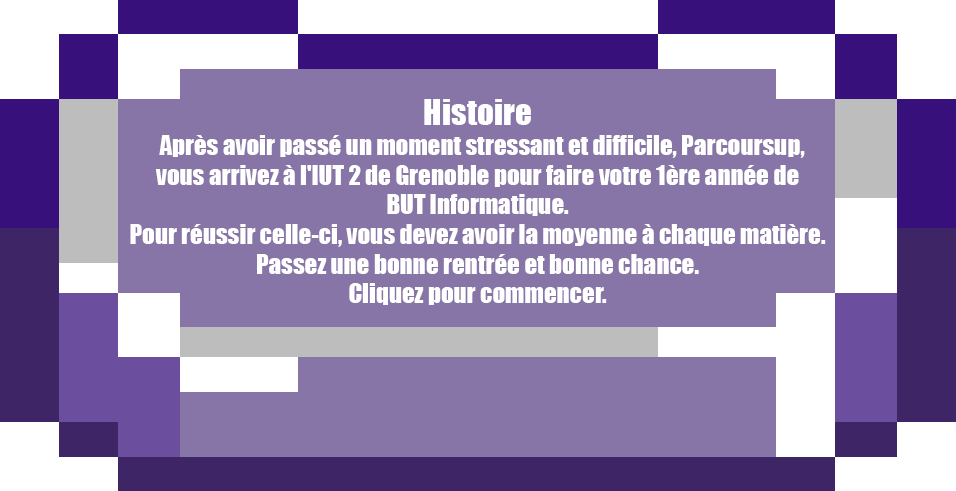 Histoire
Après avoir passé un moment stressant et difficile, Parcoursup,
vous arrivez à l'IUT 2 de Grenoble pour faire votre 1ère année de
BUT Informatique.
Pour réussir celle-ci, vous devez avoir la moyenne à chaque matière.
Passez une bonne rentrée et bonne chance.
Cliquez pour commencer.